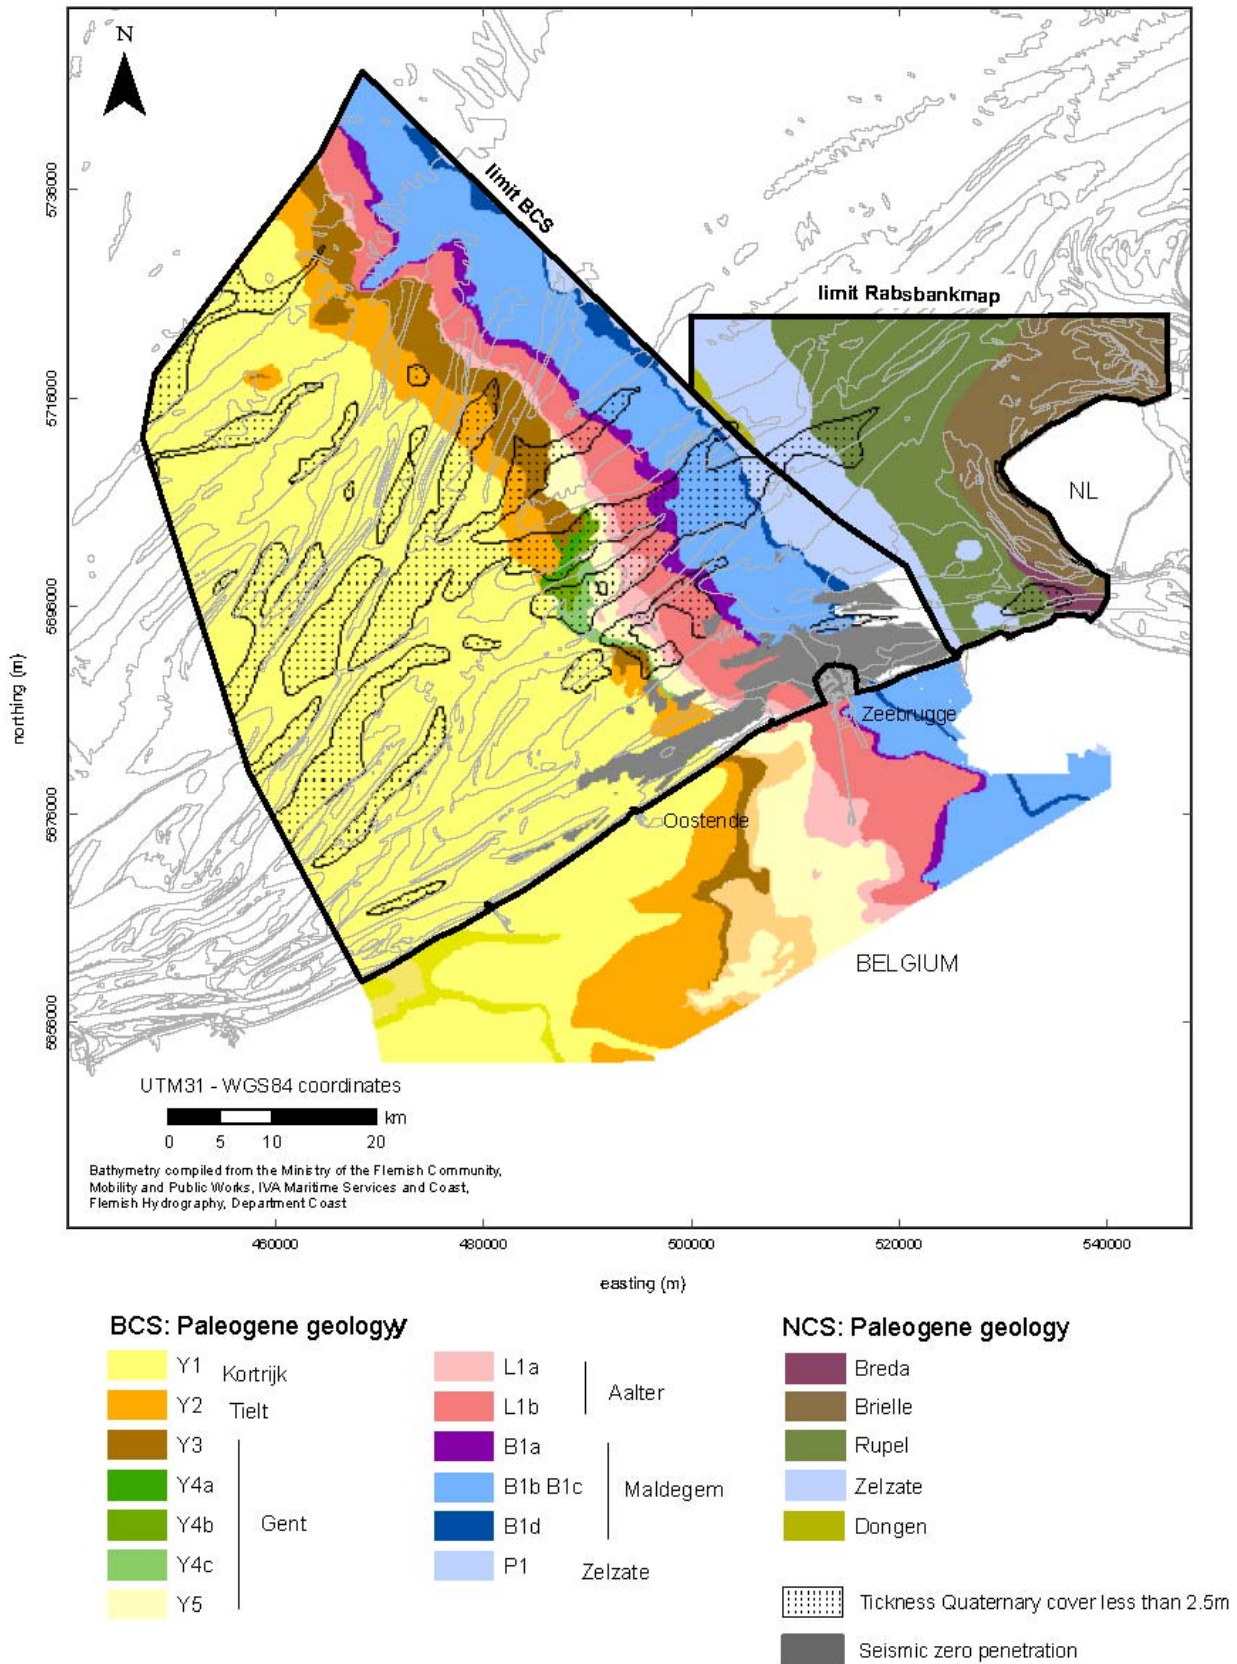 N
limit BCS
limit Rabsbankmap
NL
Zeebrugge
Oostende
BELGIUM
5736000
5716000
5696000
5676000
5656000
northing (m)
UTM31 - WGS84 coordinates
km
0 5 10 20
Bathymetry compiled from the Ministry of the Flemish Community,
Mobility and Public Works, IVA Maritime Services and Coast,
Flemish Hydrography, Department Coast
460000 480000 500000 520000 540000
easting (m)
BCS: Paleogene geologyy
Y1 Kortrijk
Y2 Tielt
Y3
Y4a
Y4b
Gent
Y4c
Y5
L1a
Aalter
L1b
B1a
B1b B1c
Maldegem
B1d
P1 Zelzate
NCS: Paleogene geology
Breda
Brielle
Rupel
Zelzate
Dongen
Tickness Quaternary cover less than 2.5m
Seismic zero penetration